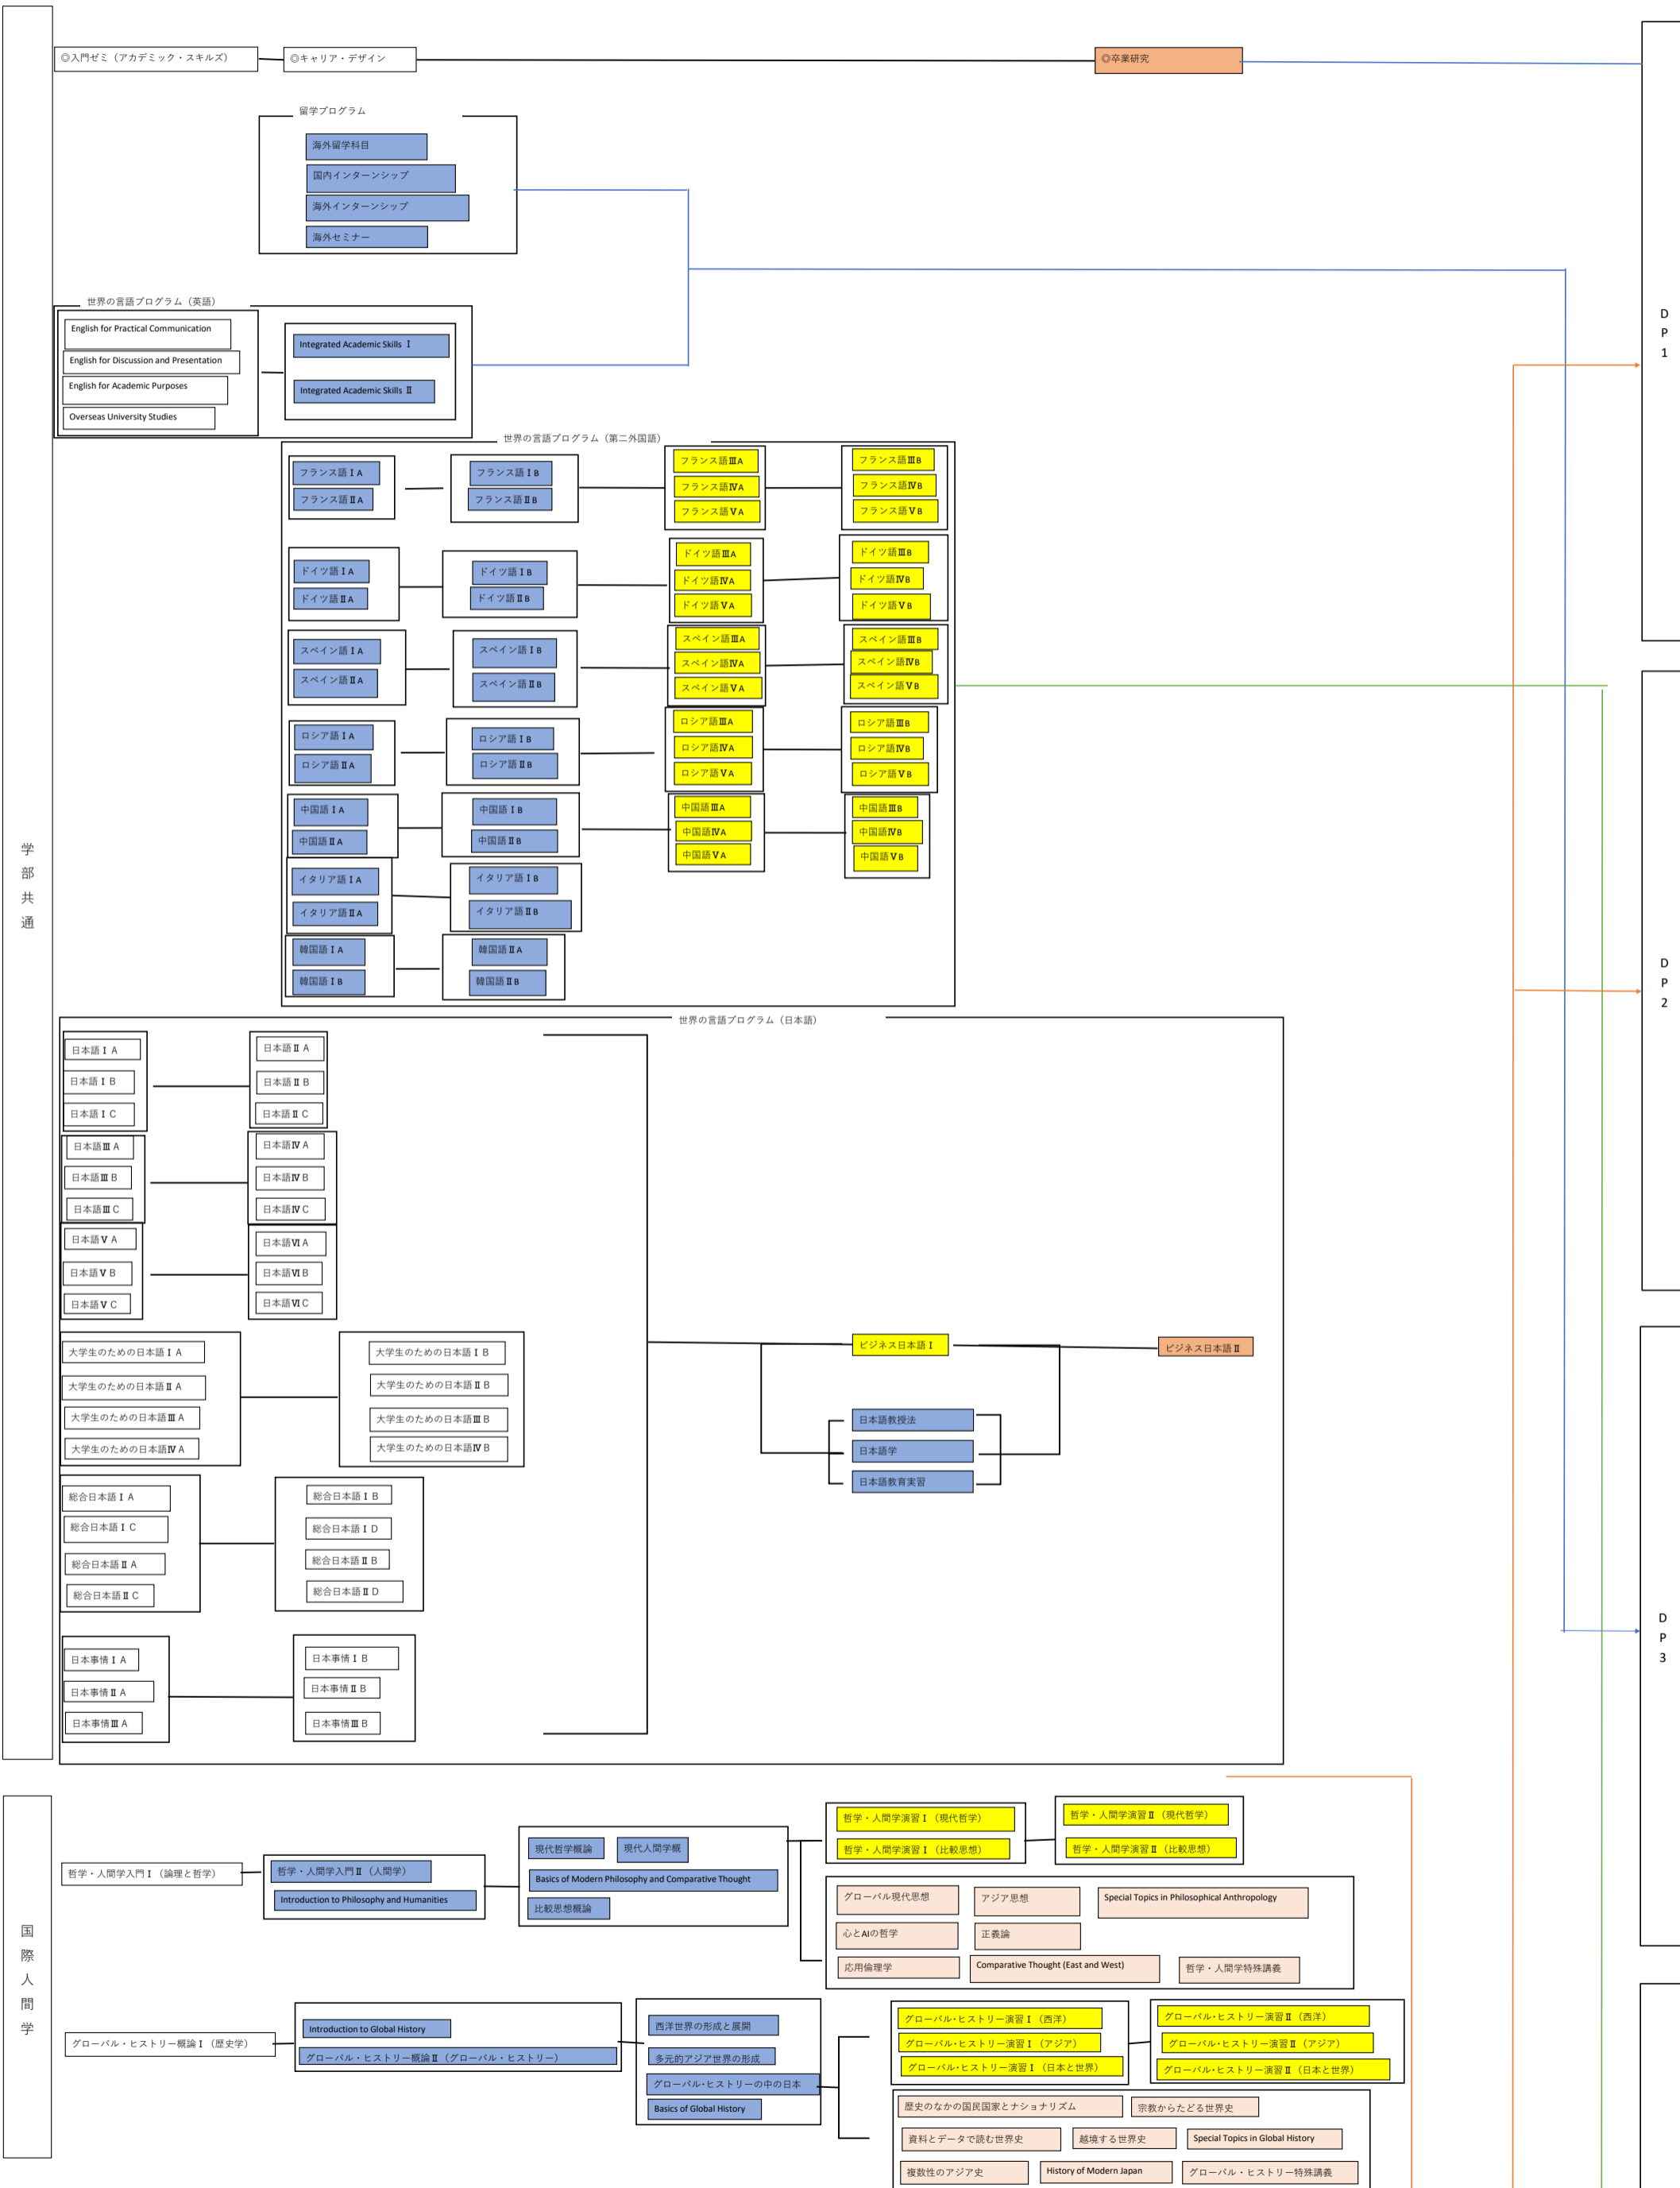 ◎入門ゼミ（アカデミック・スキルズ）
◎キャリア・デザイン
◎卒業研究
留学プログラム
海外留学科目
国内インターンシップ
海外インターンシップ
海外セミナー
世界の言語プログラム（英語）
English for Practical Communication
English for Discussion and Presentation
English for Academic Purposes
Overseas University Studies
Integrated Academic Skills Ⅰ
Integrated Academic Skills Ⅱ
DP1
世界の言語プログラム（第二外国語）
フランス語ⅠA
フランス語ⅡA
フランス語ⅠB
フランス語ⅡB
フランス語ⅢA
フランス語ⅣA
フランス語ⅤA
フランス語ⅢB
フランス語ⅣB
フランス語ⅤB
ドイツ語ⅠA
ドイツ語ⅡA
ドイツ語ⅠB
ドイツ語ⅡB
ドイツ語ⅢA
ドイツ語ⅣA
ドイツ語ⅤA
ドイツ語ⅢB
ドイツ語ⅣB
ドイツ語ⅤB
スペイン語ⅠA
スペイン語ⅡA
スペイン語ⅠB
スペイン語ⅡB
スペイン語ⅢA
スペイン語ⅣA
スペイン語ⅤA
スペイン語ⅢB
スペイン語ⅣB
スペイン語ⅤB
ロシア語ⅠA
ロシア語ⅡA
ロシア語ⅠB
ロシア語ⅡB
ロシア語ⅢA
ロシア語ⅣA
ロシア語ⅤA
ロシア語ⅢB
ロシア語ⅣB
ロシア語ⅤB
中国語ⅠA
中国語ⅡA
中国語ⅠB
中国語ⅡB
中国語ⅢA
中国語ⅣA
中国語ⅤA
中国語ⅢB
中国語ⅣB
中国語ⅤB
イタリア語ⅠA
イタリア語ⅡA
イタリア語ⅠB
イタリア語ⅡB
韓国語ⅠA
韓国語ⅠB
韓国語ⅡA
韓国語ⅡB
学部共通
DP2
世界の言語プログラム（日本語）
日本語ⅠA
日本語ⅠB
日本語ⅠC
日本語ⅡA
日本語ⅡB
日本語ⅡC
日本語ⅢA
日本語ⅢB
日本語ⅢC
日本語ⅣA
日本語ⅣB
日本語ⅣC
日本語ⅤA
日本語ⅤB
日本語ⅤC
日本語ⅥA
日本語ⅥB
日本語ⅥC
大学生のための日本語ⅠA
大学生のための日本語ⅡA
大学生のための日本語ⅢA
大学生のための日本語ⅣA
大学生のための日本語ⅠB
大学生のための日本語ⅡB
大学生のための日本語ⅢB
大学生のための日本語ⅣB
ビジネス日本語Ⅰ
ビジネス日本語Ⅱ
日本語教授法
日本語学
日本語教育実習
総合日本語ⅠA
総合日本語ⅠC
総合日本語ⅡA
総合日本語ⅡC
総合日本語ⅠB
総合日本語ⅠD
総合日本語ⅡB
総合日本語ⅡD
日本事情ⅠA
日本事情ⅡA
日本事情ⅢA
日本事情ⅠB
日本事情ⅡB
日本事情ⅢB
DP3
国際人間学
哲学・人間学入門Ⅰ（論理と哲学）
哲学・人間学入門Ⅱ（人間学）
Introduction to Philosophy and Humanities
現代哲学概論
現代人間学概
Basics of Modern Philosophy and Comparative Thought
比較思想概論
哲学・人間学演習Ⅰ（現代哲学）
哲学・人間学演習Ⅰ（比較思想）
哲学・人間学演習Ⅱ（現代哲学）
哲学・人間学演習Ⅱ（比較思想）
グローバル現代思想
アジア思想
Special Topics in Philosophical Anthropology
心とAIの哲学
正義論
応用倫理学
Comparative Thought (East and West)
哲学・人間学特殊講義
グローバル・ヒストリー概論Ⅰ（歴史学）
Introduction to Global History
グローバル・ヒストリー概論Ⅱ（グローバル・ヒストリー）
西洋世界の形成と展開
多元的アジア世界の形成
グローバル・ヒストリーの中の日本
Basics of Global History
グローバル・ヒストリー演習Ⅰ（西洋）
グローバル・ヒストリー演習Ⅰ（アジア）
グローバル・ヒストリー演習Ⅰ（日本と世界）
グローバル・ヒストリー演習Ⅱ（西洋）
グローバル・ヒストリー演習Ⅱ（アジア）
グローバル・ヒストリー演習Ⅱ（日本と世界）
歴史のなかの国民国家とナショナリズム
宗教からたどる世界史
資料とデータで読む世界史
越境する世界史
Special Topics in Global History
複数性のアジア史
History of Modern Japan
グローバル・ヒストリー特殊講義